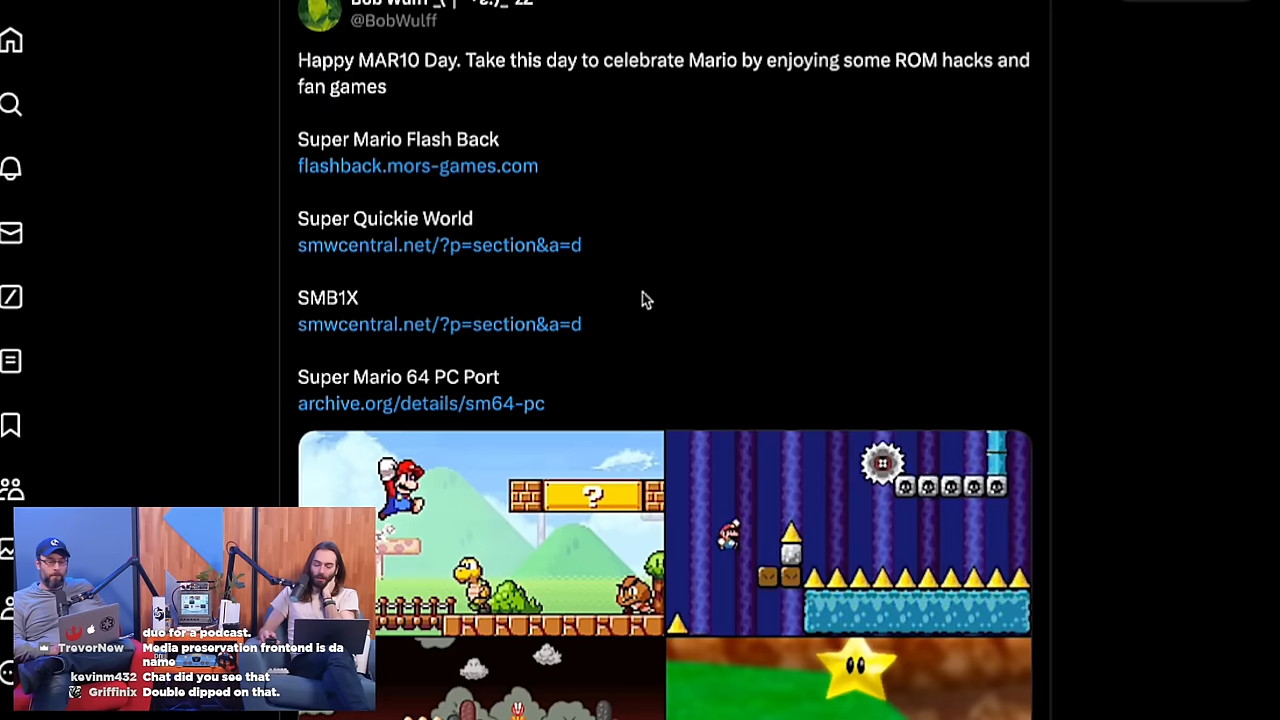 @BobWulff
Happy MAR10 Day. Take this day to celebrate Mario by enjoying some ROM hacks and
fan games
Super Mario Flash Back
flashback.mors-games.com
Super Quickie World
smwcentral.net/?p=section&a=d
SMB1X
smwcentral.net/?p=section&a=d
Super Mario 64 PC Port
archive.org/details/sm64-pc
?
duo for a podcast.
TrevorNew Media preservation frontend is da
name
kevinm432 Chat did you see that
Griffinix Double dipped on that.